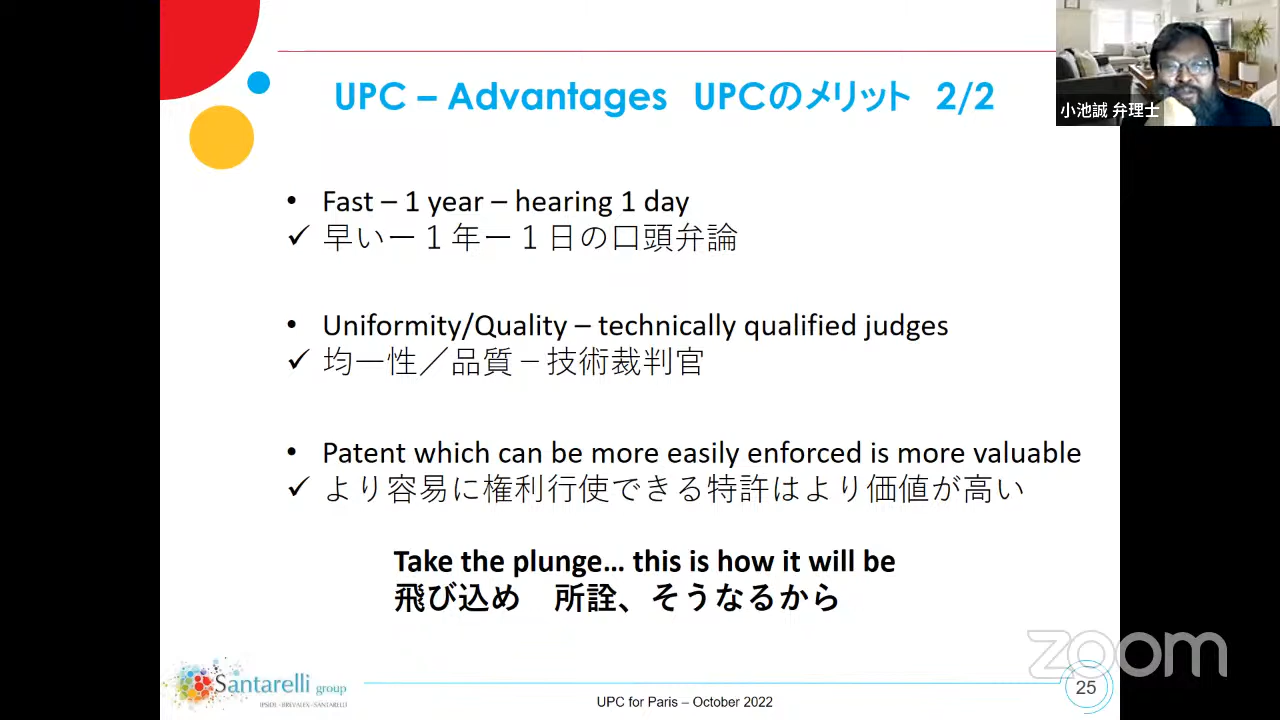 UPC – Advantages UPCのメリット 2/2
小池誠 弁理士
• Fast – 1 year – hearing 1 day
✓ 早いー１年ー１日の口頭弁論
• Uniformity/Quality – technically qualified judges
✓ 均一性／品質－技術裁判官
• Patent which can be more easily enforced is more valuable
✓ より容易に権利行使できる特許はより価値が高い
Take the plunge… this is how it will be
飛び込め　所詮、そうなるから
zoom
Santarelli group
IPSIDE - BREVALEX - SANTARELLI
UPC for Paris – October 2022
25